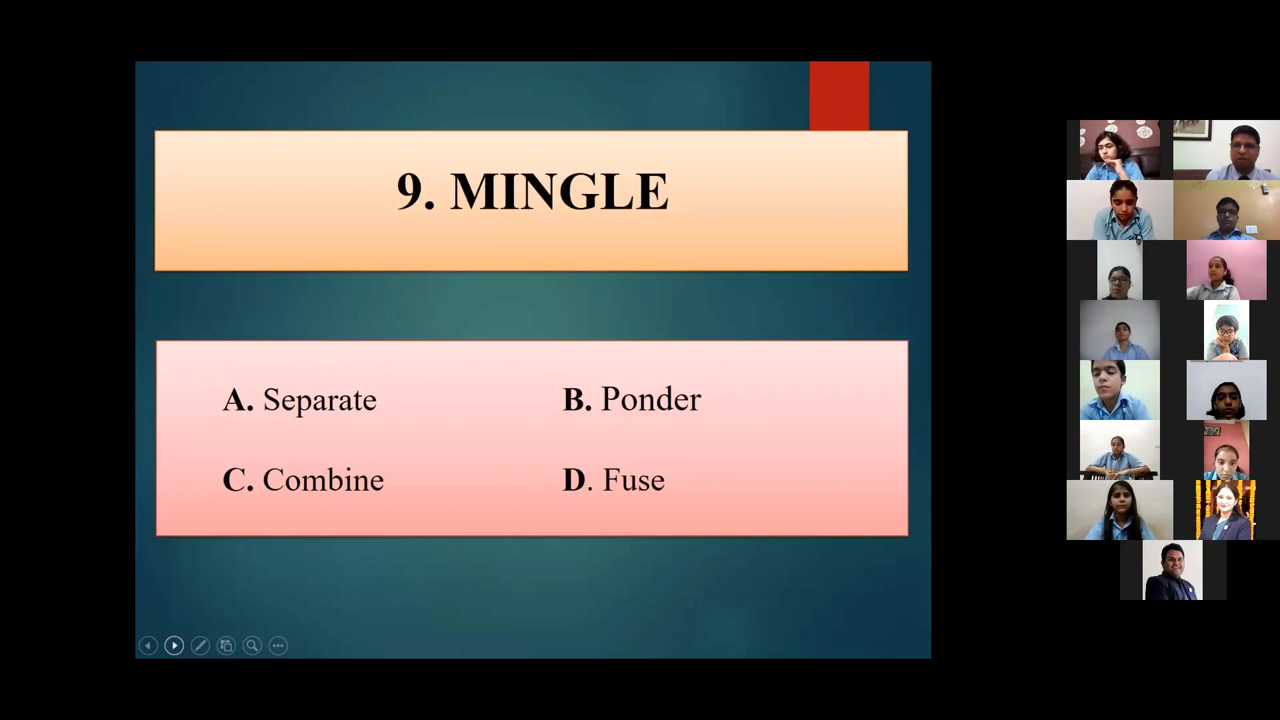 9. MINGLE
A. Separate B. Ponder
C. Combine D. Fuse